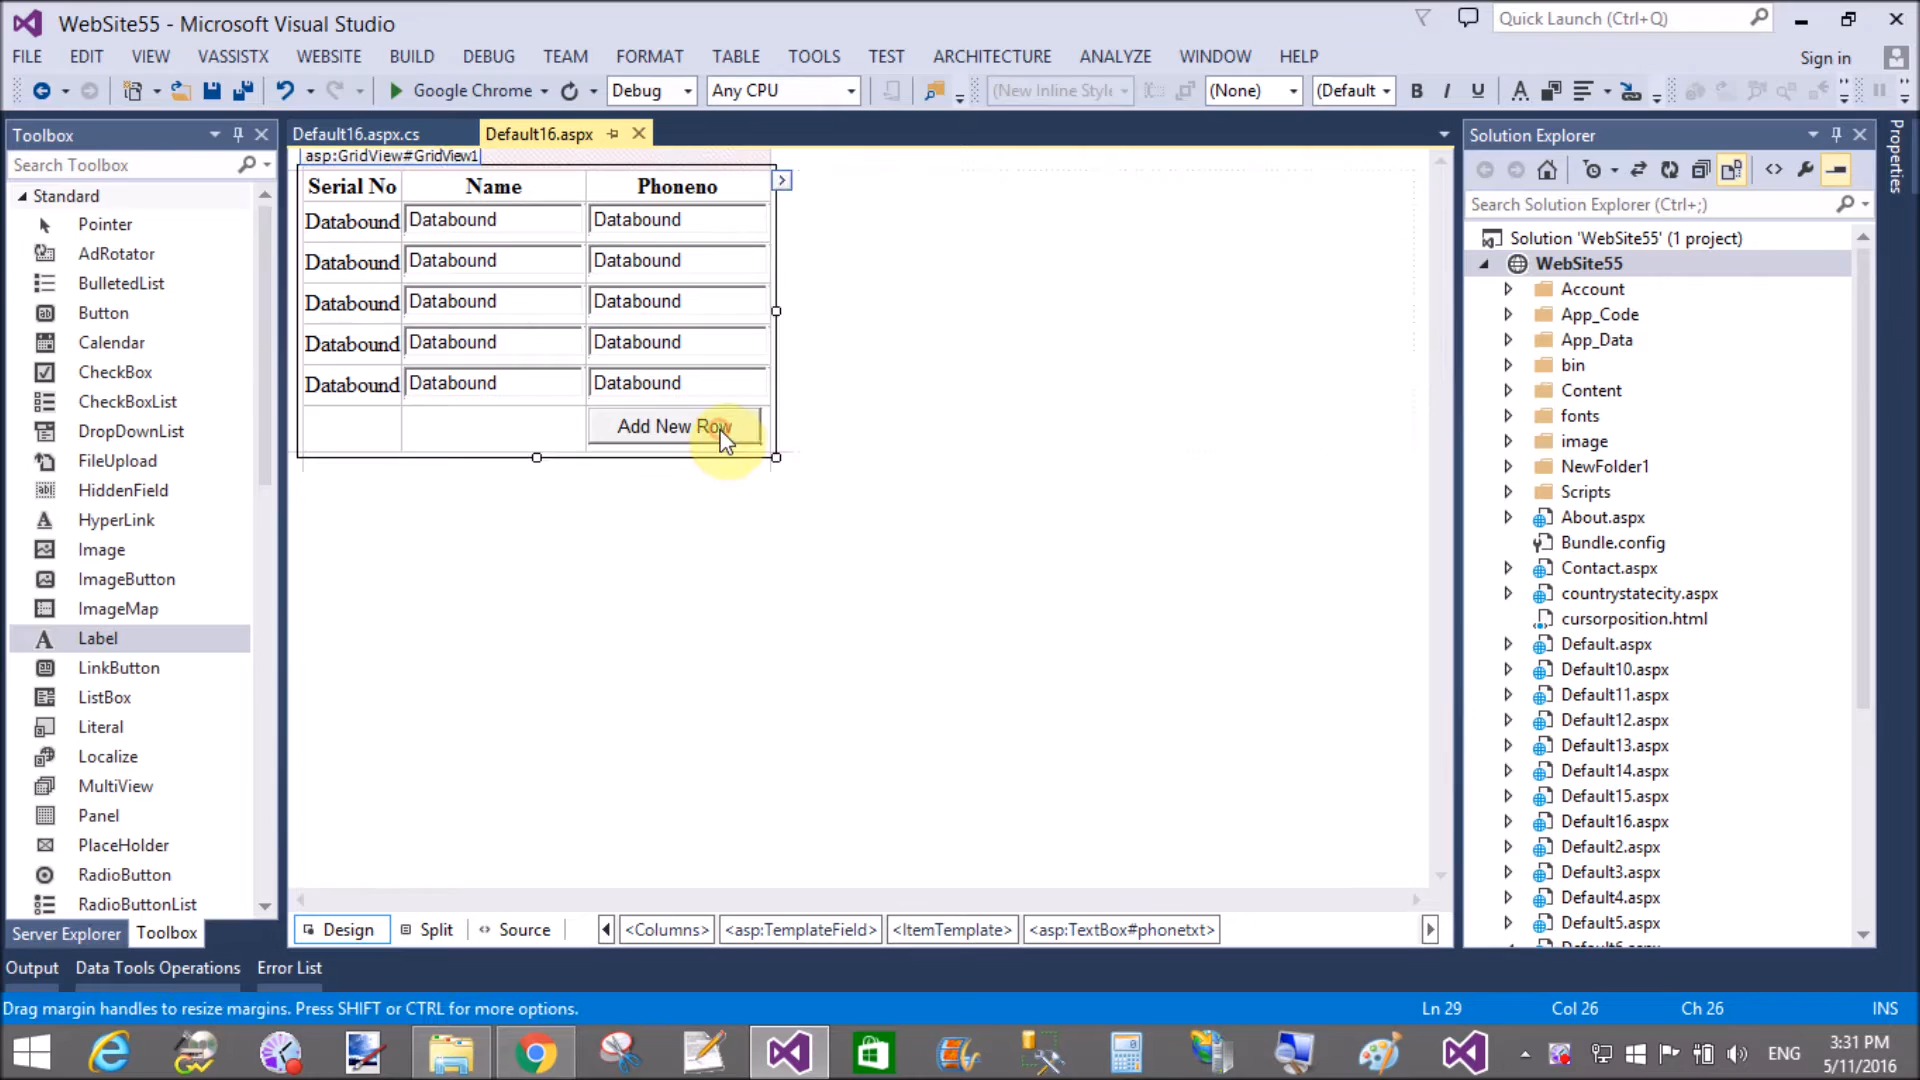 WebSite55 - Microsoft Visual Studio
Quick Launch (Ctrl+Q)
FILE EDIT VIEW VASSISTX WEBSITE BUILD DEBUG TEAM FORMAT TABLE TOOLS TEST ARCHITECTURE ANALYZE WINDOW HELP
Sign in
Google Chrome Debug Any CPU (New Inline Style (None) (Default B I U A
Toolbox
Search Toolbox
Standard
Pointer
AdRotator
BulletedList
Button
Calendar
CheckBox
CheckBoxList
DropDownList
FileUpload
HiddenField
HyperLink
Image
ImageButton
ImageMap
Label
LinkButton
ListBox
Literal
Localize
MultiView
Panel
PlaceHolder
RadioButton
RadioButtonList
Server Explorer Toolbox
Default16.aspx.cs Default16.aspx
asp:GridView#GridView1
Serial No Name Phoneno
Databound Databound Databound
Databound Databound Databound
Databound Databound Databound
Databound Databound Databound
Databound Databound Databound
Add New Row
Design Split Source <Columns> <asp:TemplateField> <ItemTemplate> <asp:TextBox#phonetxt>
Solution Explorer
Search Solution Explorer (Ctrl+;)
Solution 'WebSite55' (1 project)
WebSite55
Account
App_Code
App_Data
bin
Content
fonts
image
NewFolder1
Scripts
About.aspx
Bundle.config
Contact.aspx
countrystatecity.aspx
cursorposition.html
Default.aspx
Default10.aspx
Default11.aspx
Default12.aspx
Default13.aspx
Default14.aspx
Default15.aspx
Default16.aspx
Default2.aspx
Default3.aspx
Default4.aspx
Default5.aspx
Properties
Output Data Tools Operations Error List
Drag margin handles to resize margins. Press SHIFT or CTRL for more options.
Ln 29 Col 26 Ch 26 INS
ENG
3:31 PM
5/11/2016